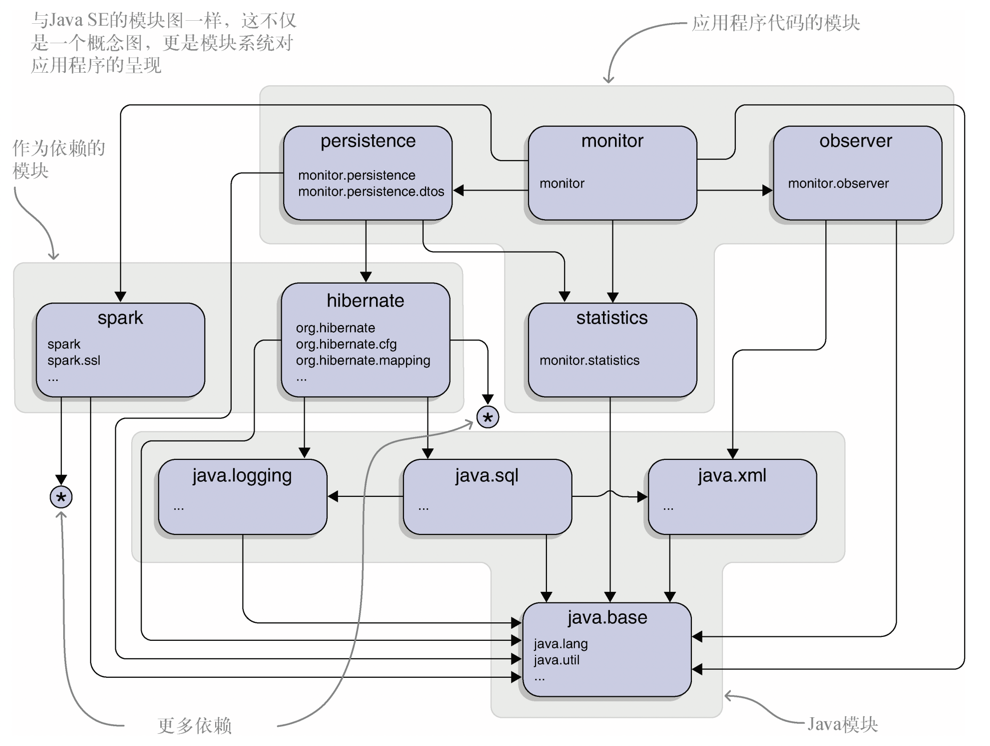 与Java SE的模块图一样，这不仅
是一个概念图，更是模块系统对
应用程序的呈现
应用程序代码的模块
作为依赖的
模块
persistence
monitor.persistence
monitor.persistence.dtos
monitor
monitor
observer
monitor.observer
spark
spark
spark.ssl
...
hibernate
org.hibernate
org.hibernate.cfg
org.hibernate.mapping
...
statistics
monitor.statistics
*
*
java.logging
...
java.sql
...
java.xml
...
java.base
java.lang
java.util
...
更多依赖
Java模块